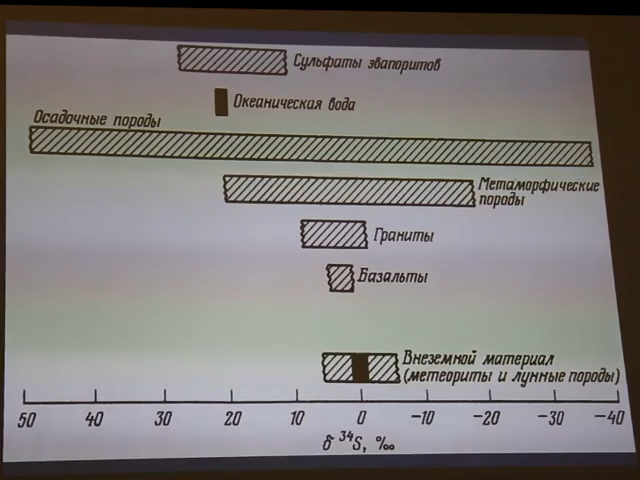 Сульфаты эвапоритов
Океаническая вода
Осадочные породы
Метаморфические
породы
Граниты
Базальты
Внеземной материал
(метеориты и лунные породы)
50 40 30 20 10 0 -10 -20 -30 -40
δ ³⁴S, ‰